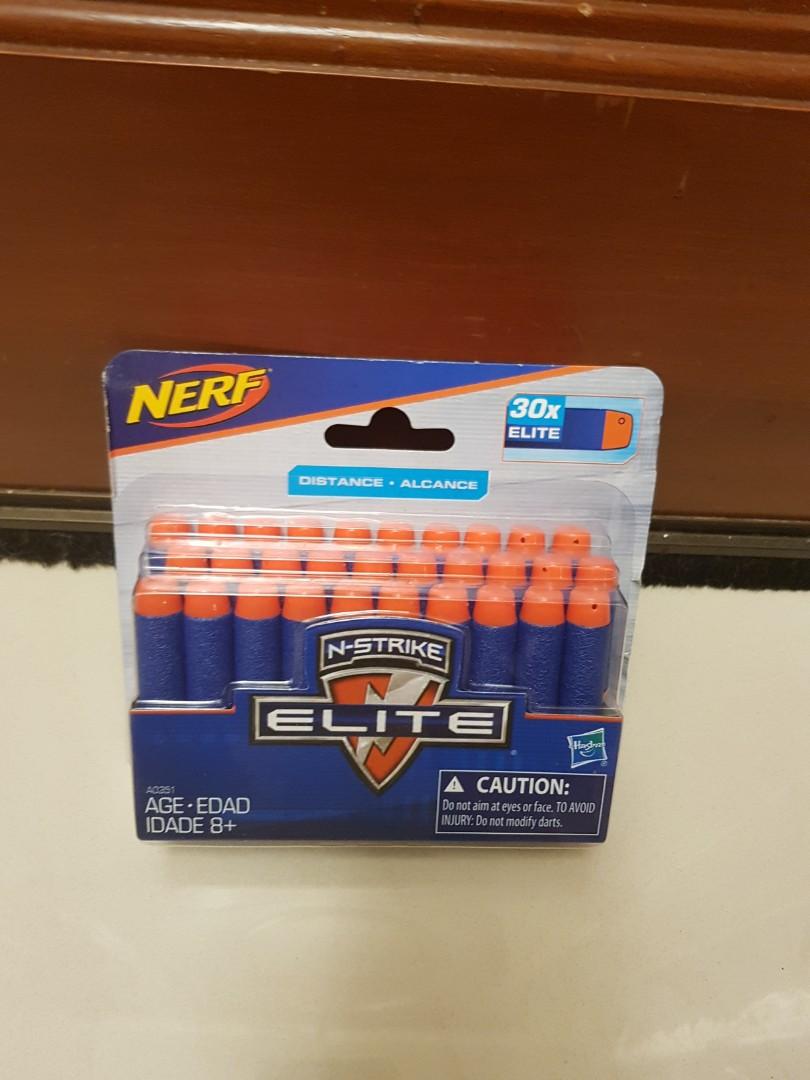 NERF
30x
ELITE
DISTANCE • ALCANCE
N-STRIKE
ELITE
Hasbro
A0351
AGE • EDAD
IDADE 8+
CAUTION:
Do not aim at eyes or face. TO AVOID
INJURY: Do not modify darts.